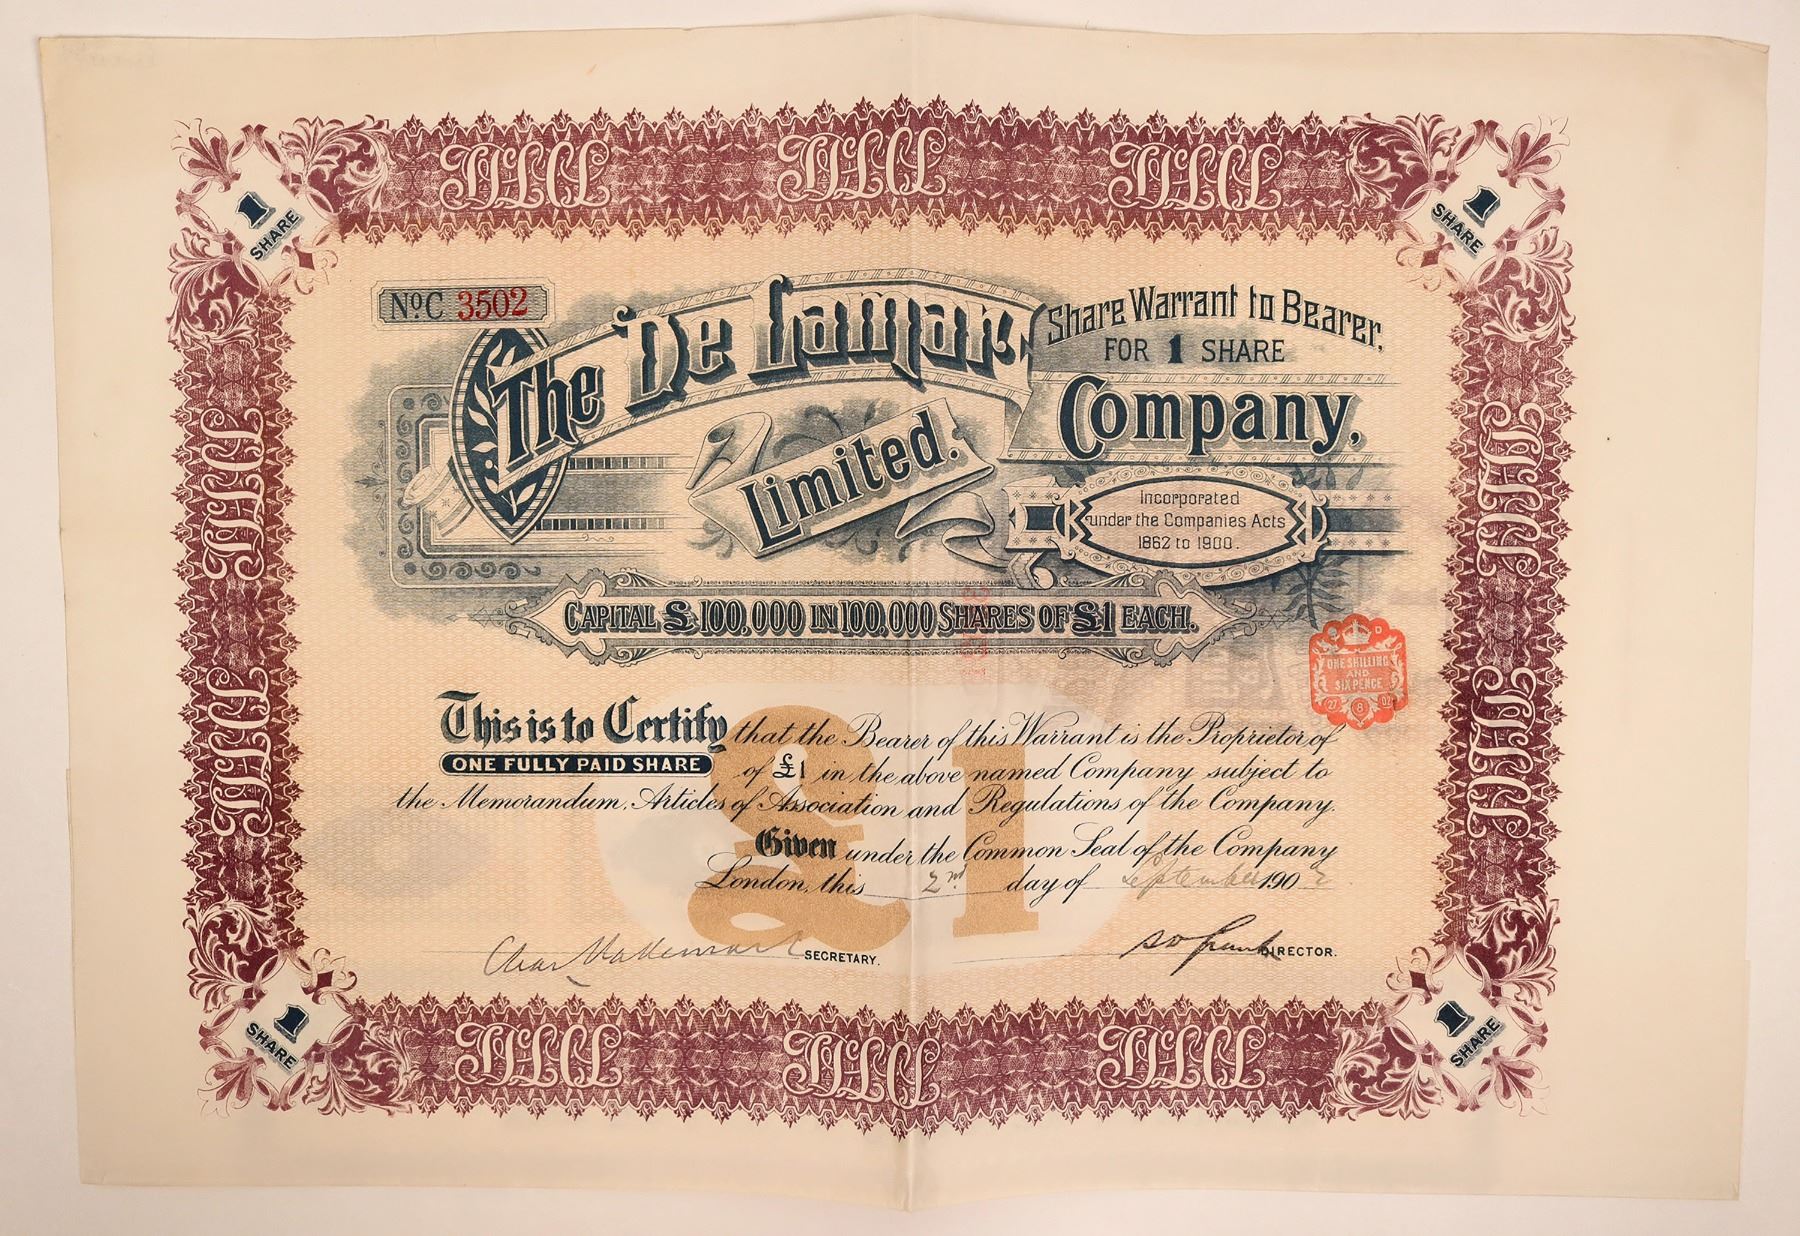 1 SHARE
1 SHARE
No. C 3502
The De Lamar
Share Warrant to Bearer,
FOR 1 SHARE
Company,
Limited.
Incorporated
under the Companies Acts
1862 to 1900.
CAPITAL £100,000 IN 100,000 SHARES OF £1 EACH.
ONE SHILLING
AND
SIX PENCE
27 8 02
This is to Certify that the Bearer of this Warrant is the Proprietor of
ONE FULLY PAID SHARE of £1 in the above named Company subject to
the Memorandum, Articles of Association and Regulations of the Company.
£1
Given under the Common Seal of the Company
London, this 2nd day of September 1902
SECRETARY.
DIRECTOR.
1 SHARE
1 SHARE